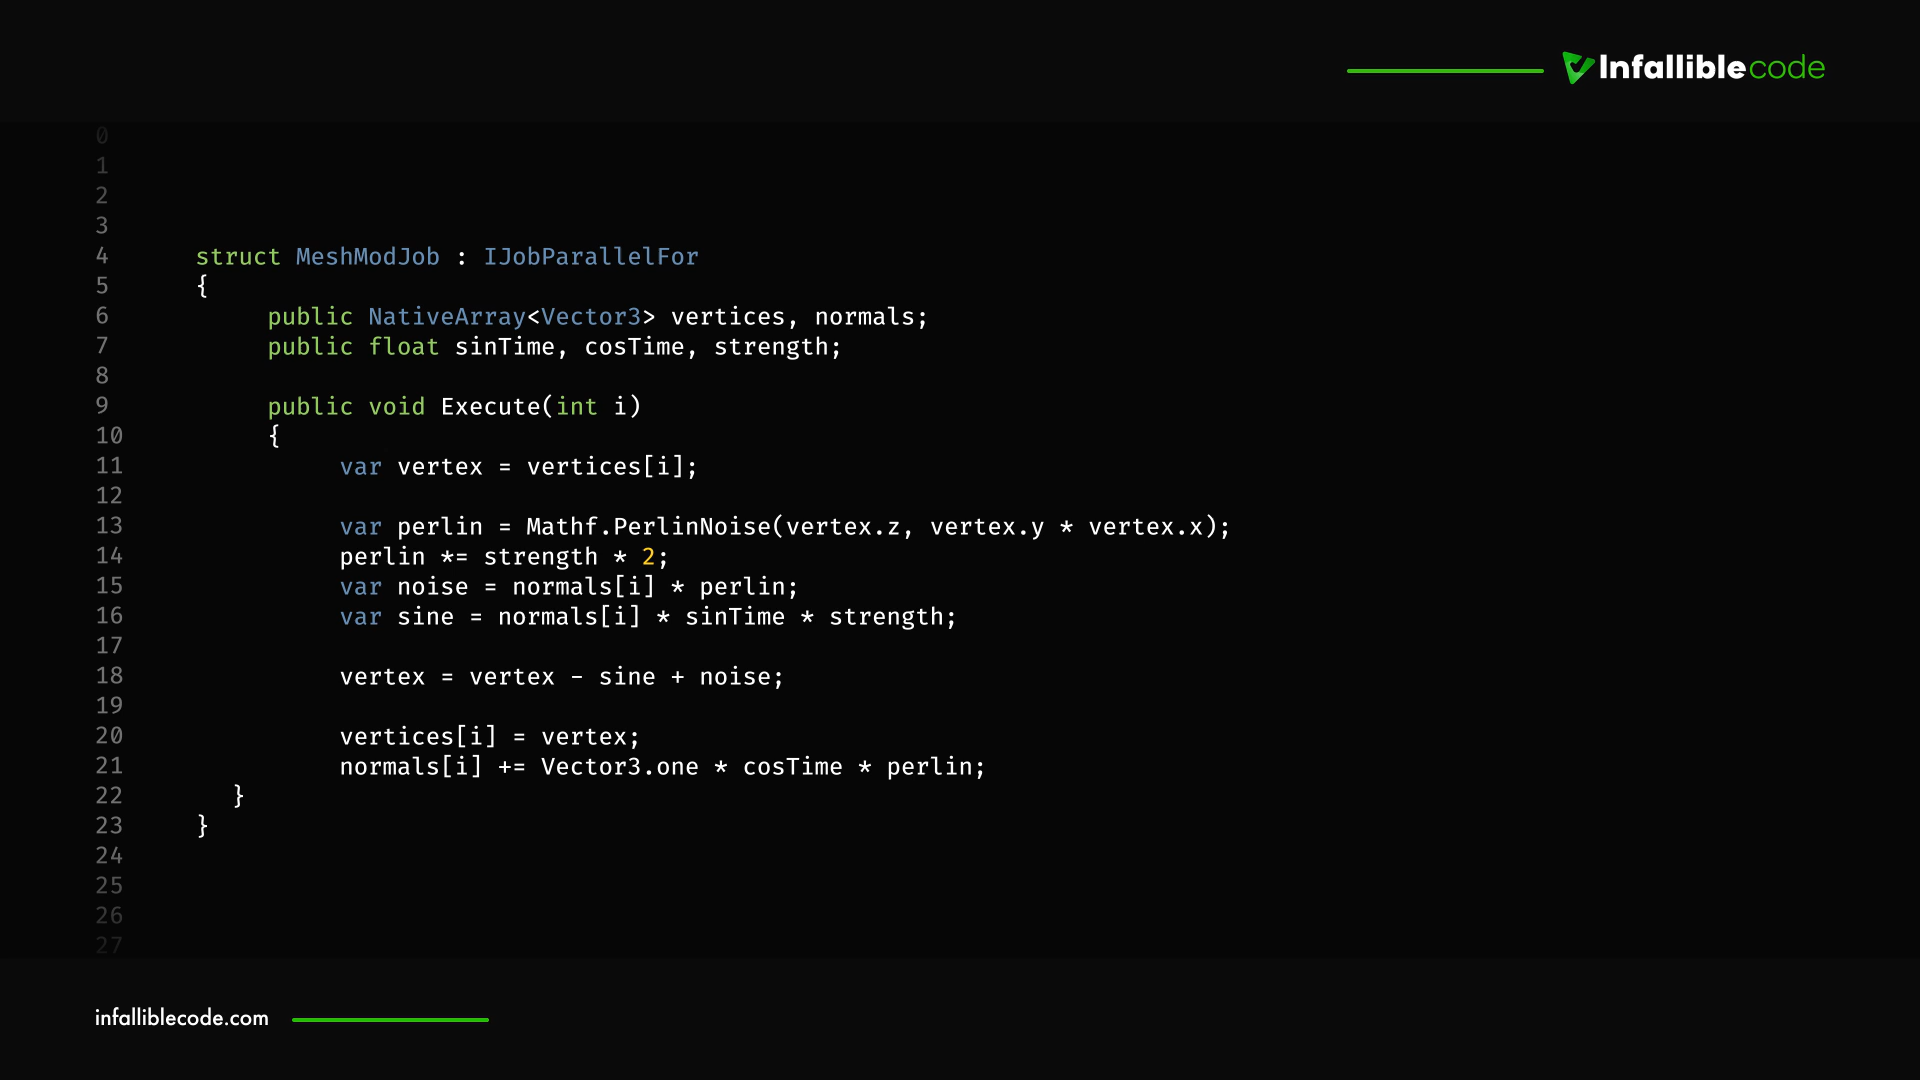 Infalliblecode
0
1
2
3
4 struct MeshModJob : IJobParallelFor
5 {
6 public NativeArray<Vector3> vertices, normals;
7 public float sinTime, cosTime, strength;
8
9 public void Execute(int i)
10 {
11 var vertex = vertices[i];
12
13 var perlin = Mathf.PerlinNoise(vertex.z, vertex.y * vertex.x);
14 perlin *= strength * 2;
15 var noise = normals[i] * perlin;
16 var sine = normals[i] * sinTime * strength;
17
18 vertex = vertex - sine + noise;
19
20 vertices[i] = vertex;
21 normals[i] += Vector3.one * cosTime * perlin;
22 }
23 }
24
25
26
27
infalliblecode.com